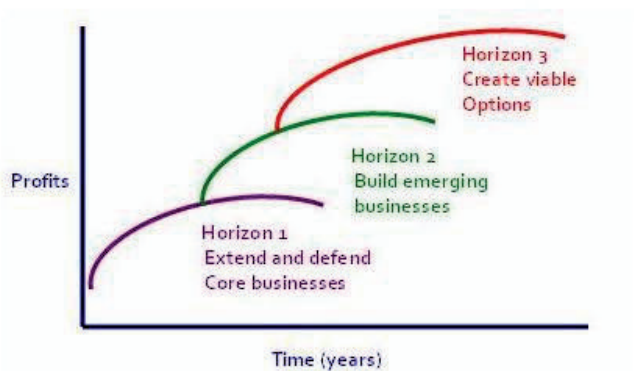 Horizon 3
Create viable
Options
Horizon 2
Build emerging
businesses
Profits
Horizon 1
Extend and defend
Core businesses
Time (years)